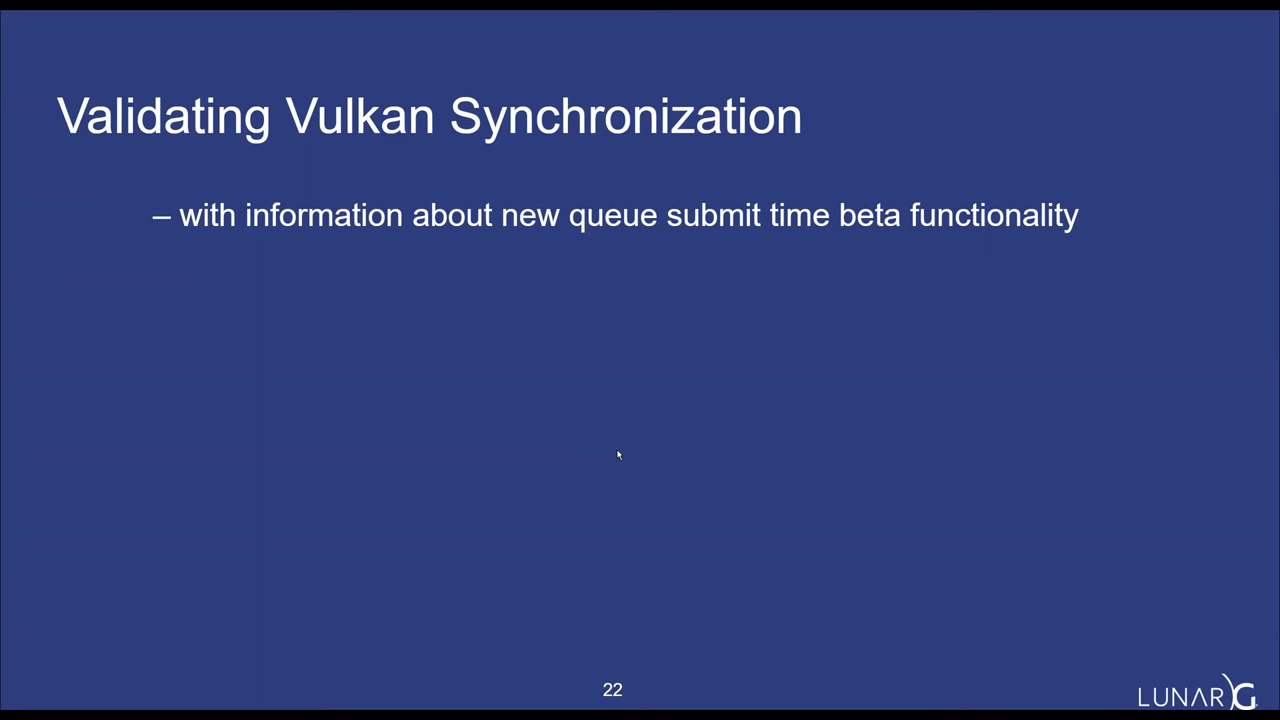 Validating Vulkan Synchronization
– with information about new queue submit time beta functionality
22
LUNARG